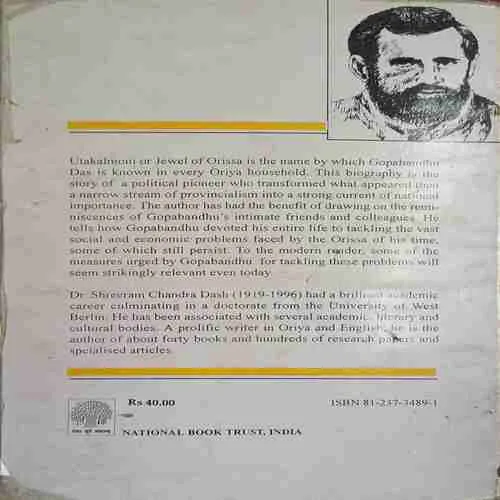 Utakalmoni or Jewel of Orissa is the name by which Gopabandhu
Das is known in every Oriya household. This biography is the
story of a political pioneer who transformed what appeared than
a narrow stream of provincialism into a strong current of national
importance. The author has had the benefit of drawing on the remi-
niscences of Gopabandhu's intimate friends and colleagues. He
tells how Gopabandhu devoted his entire life to tackling the vast
social and economic problems faced by the Orissa of his time,
some of which still persist. To the modern reader, some of the
measures urged by Gopabandhu for tackling these problems will
seem strikingly relevant even today.
Dr. Shreeram Chandra Dash (1919-1996) had a brilliant academic
career culminating in a doctorate from the University of West
Berlin. He has been associated with several academic, literary and
cultural bodies. A prolific writer in Oriya and English, he is the
author of about forty books and hundreds of research papers and
spcialised articles.
Rs 40.00
ISBN 81-237-3489-1
NATIONAL BOOK TRUST, INDIA